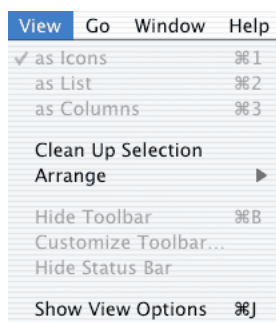 View Go Window Help
✓ as Icons ⌘1
as List ⌘2
as Columns ⌘3
Clean Up Selection
Arrange ▶
Hide Toolbar ⌘B
Customize Toolbar...
Hide Status Bar
Show View Options ⌘J